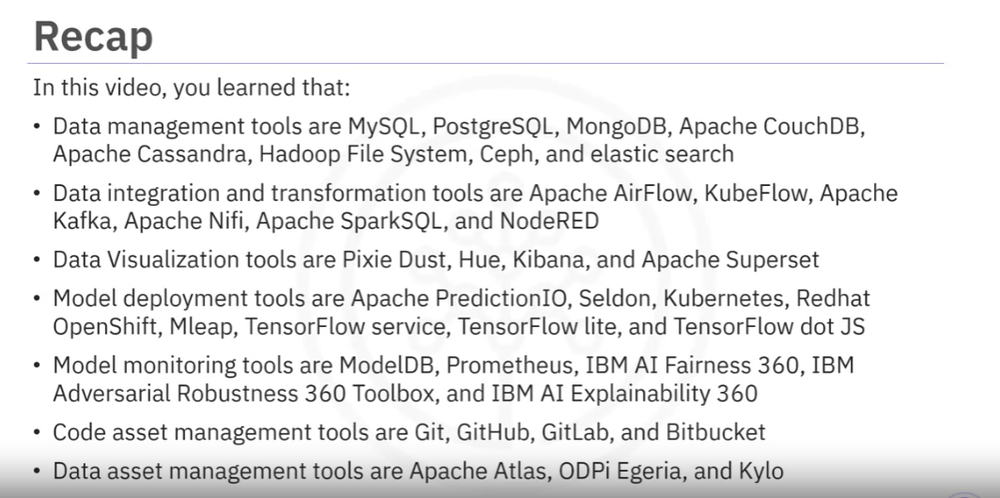 Recap
In this video, you learned that:
• Data management tools are MySQL, PostgreSQL, MongoDB, Apache CouchDB,
Apache Cassandra, Hadoop File System, Ceph, and elastic search
• Data integration and transformation tools are Apache AirFlow, KubeFlow, Apache
Kafka, Apache Nifi, Apache SparkSQL, and NodeRED
• Data Visualization tools are Pixie Dust, Hue, Kibana, and Apache Superset
• Model deployment tools are Apache PredictionIO, Seldon, Kubernetes, Redhat
OpenShift, Mleap, TensorFlow service, TensorFlow lite, and TensorFlow dot JS
• Model monitoring tools are ModelDB, Prometheus, IBM AI Fairness 360, IBM
Adversarial Robustness 360 Toolbox, and IBM AI Explainability 360
• Code asset management tools are Git, GitHub, GitLab, and Bitbucket
• Data asset management tools are Apache Atlas, ODPi Egeria, and Kylo